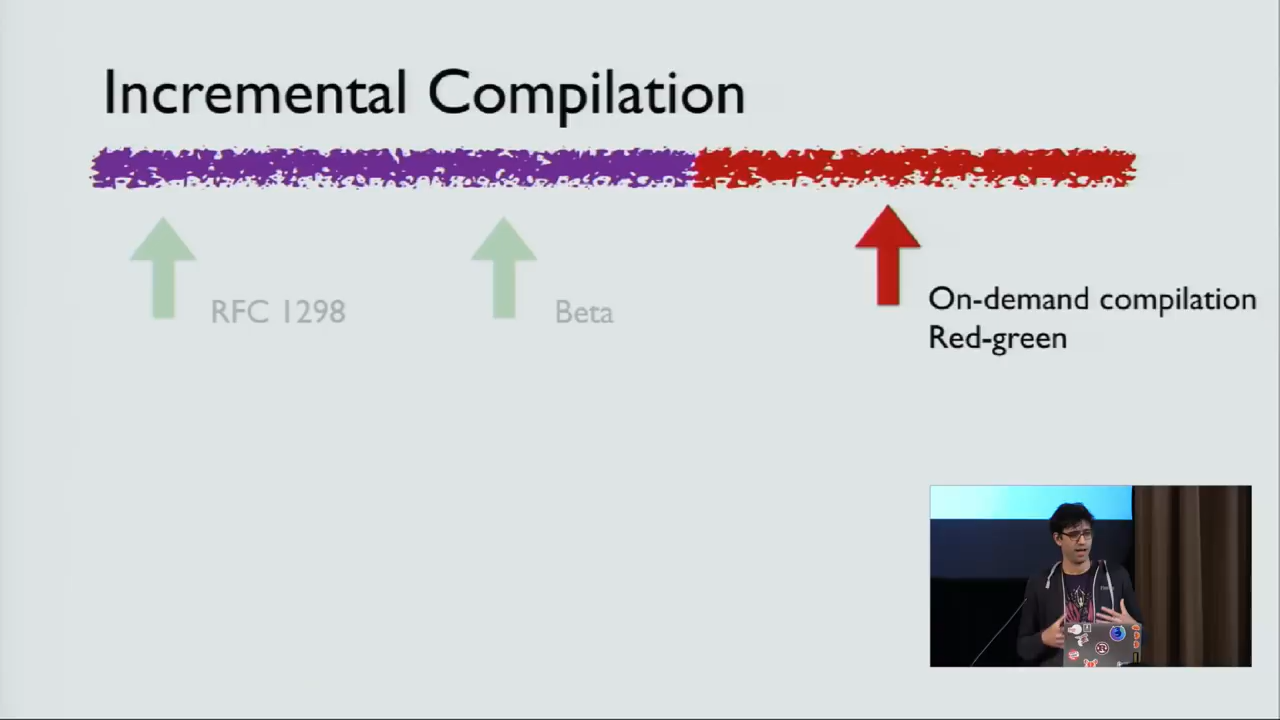 Incremental Compilation
RFC 1298
Beta
On-demand compilation
Red-green